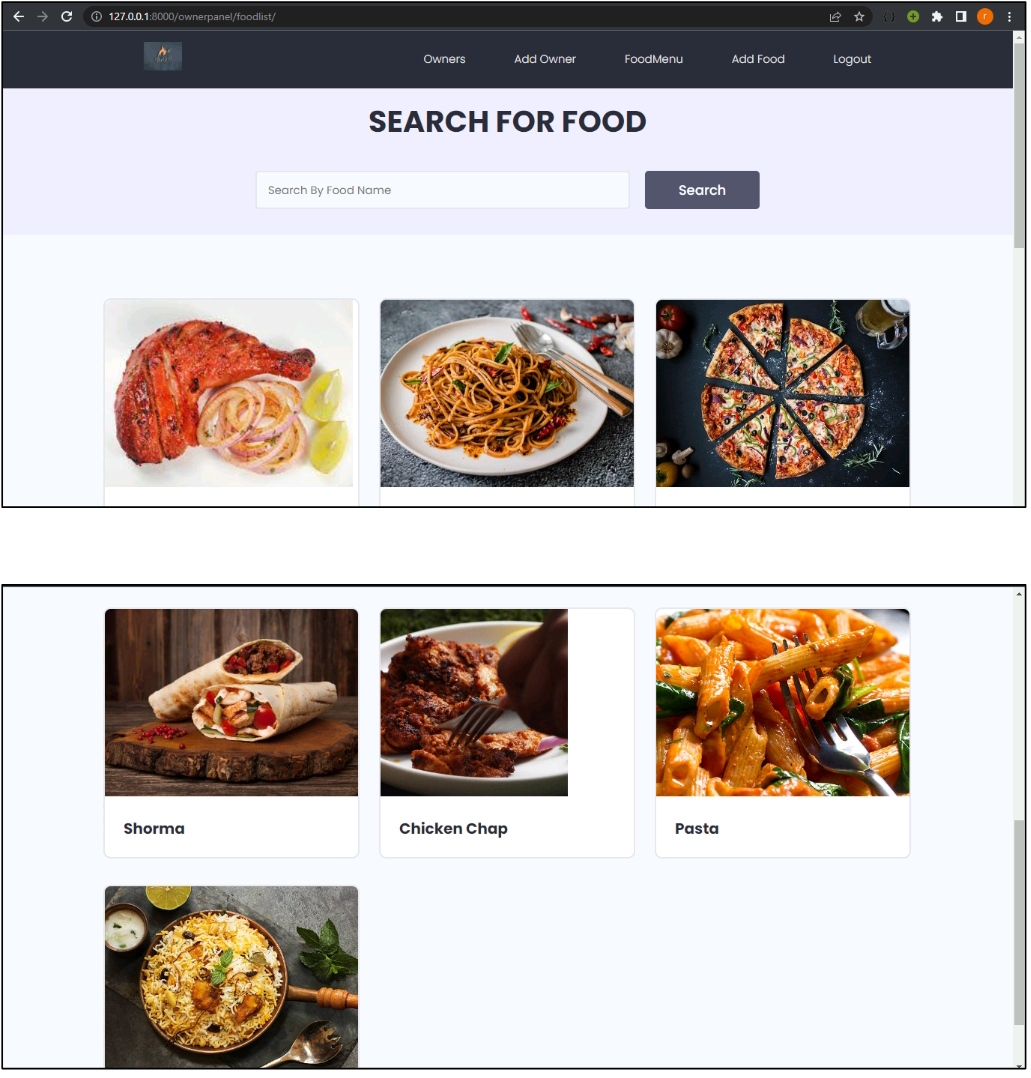 127.0.0.1:8000/ownerpanel/foodlist/
r
Owners Add Owner FoodMenu Add Food Logout
SEARCH FOR FOOD
Search By Food Name Search
Shorma Chicken Chap Pasta